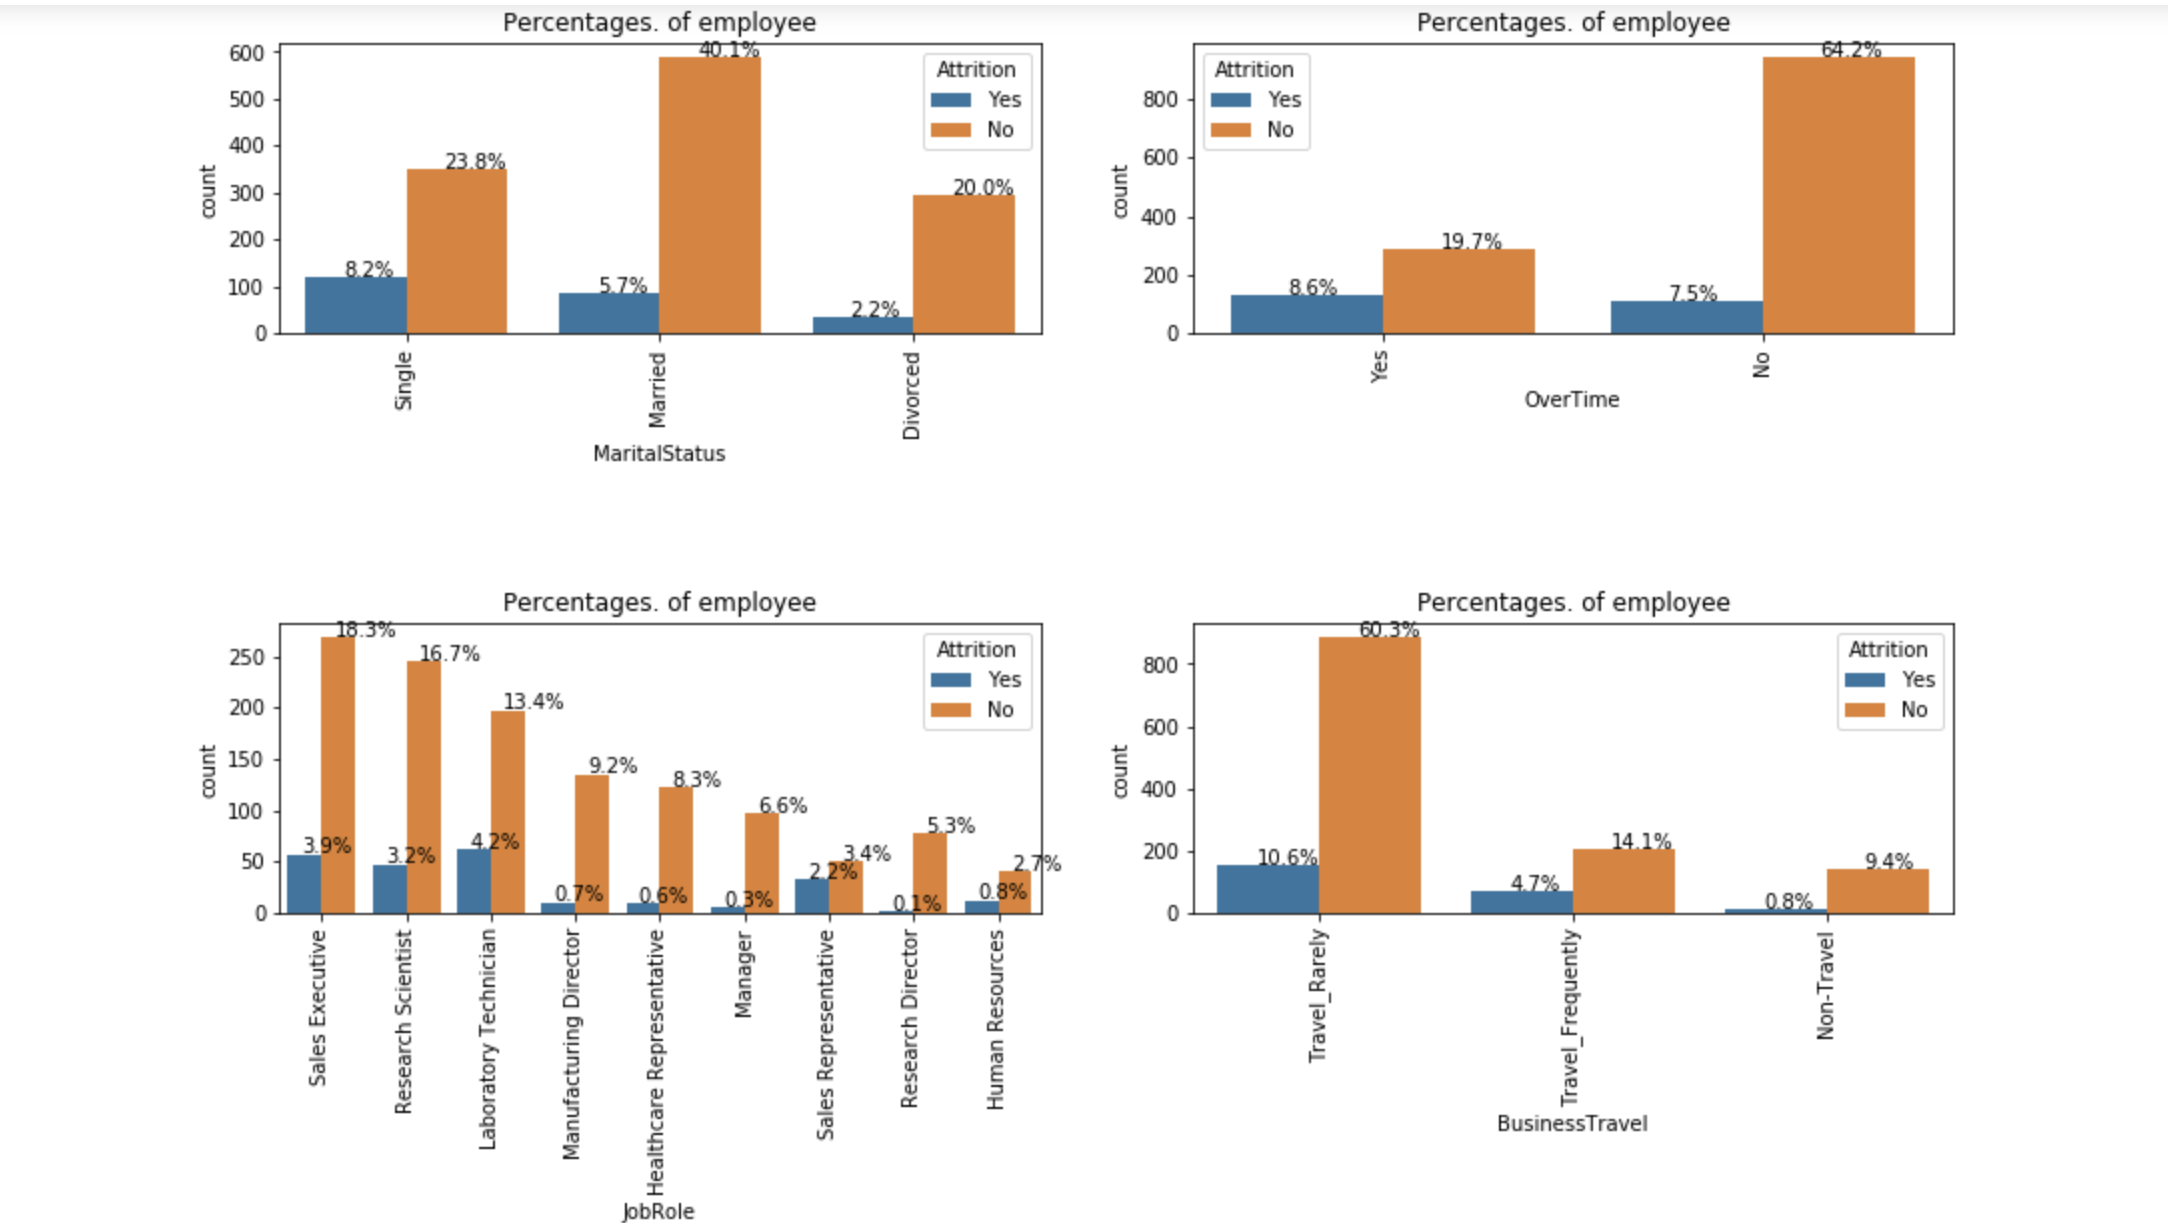 Percentages. of employee
600
500
400
300
200
100
0
count
8.2%
23.8%
5.7%
40.1%
2.2%
20.0%
Attrition
Yes
No
Single
Married
Divorced
MaritalStatus
Percentages. of employee
800
600
400
200
0
count
Attrition
Yes
No
8.6%
19.7%
7.5%
64.2%
Yes
No
OverTime
Percentages. of employee
250
200
150
100
50
0
count
3.9%
18.3%
3.2%
16.7%
4.2%
13.4%
0.7%
9.2%
0.6%
8.3%
0.3%
6.6%
2.2%
3.4%
0.1%
5.3%
0.8%
2.7%
Attrition
Yes
No
Sales Executive
Research Scientist
Laboratory Technician
Manufacturing Director
Healthcare Representative
Manager
Sales Representative
Research Director
Human Resources
JobRole
Percentages. of employee
800
600
400
200
0
count
10.6%
60.3%
4.7%
14.1%
0.8%
9.4%
Attrition
Yes
No
Travel_Rarely
Travel_Frequently
Non-Travel
BusinessTravel